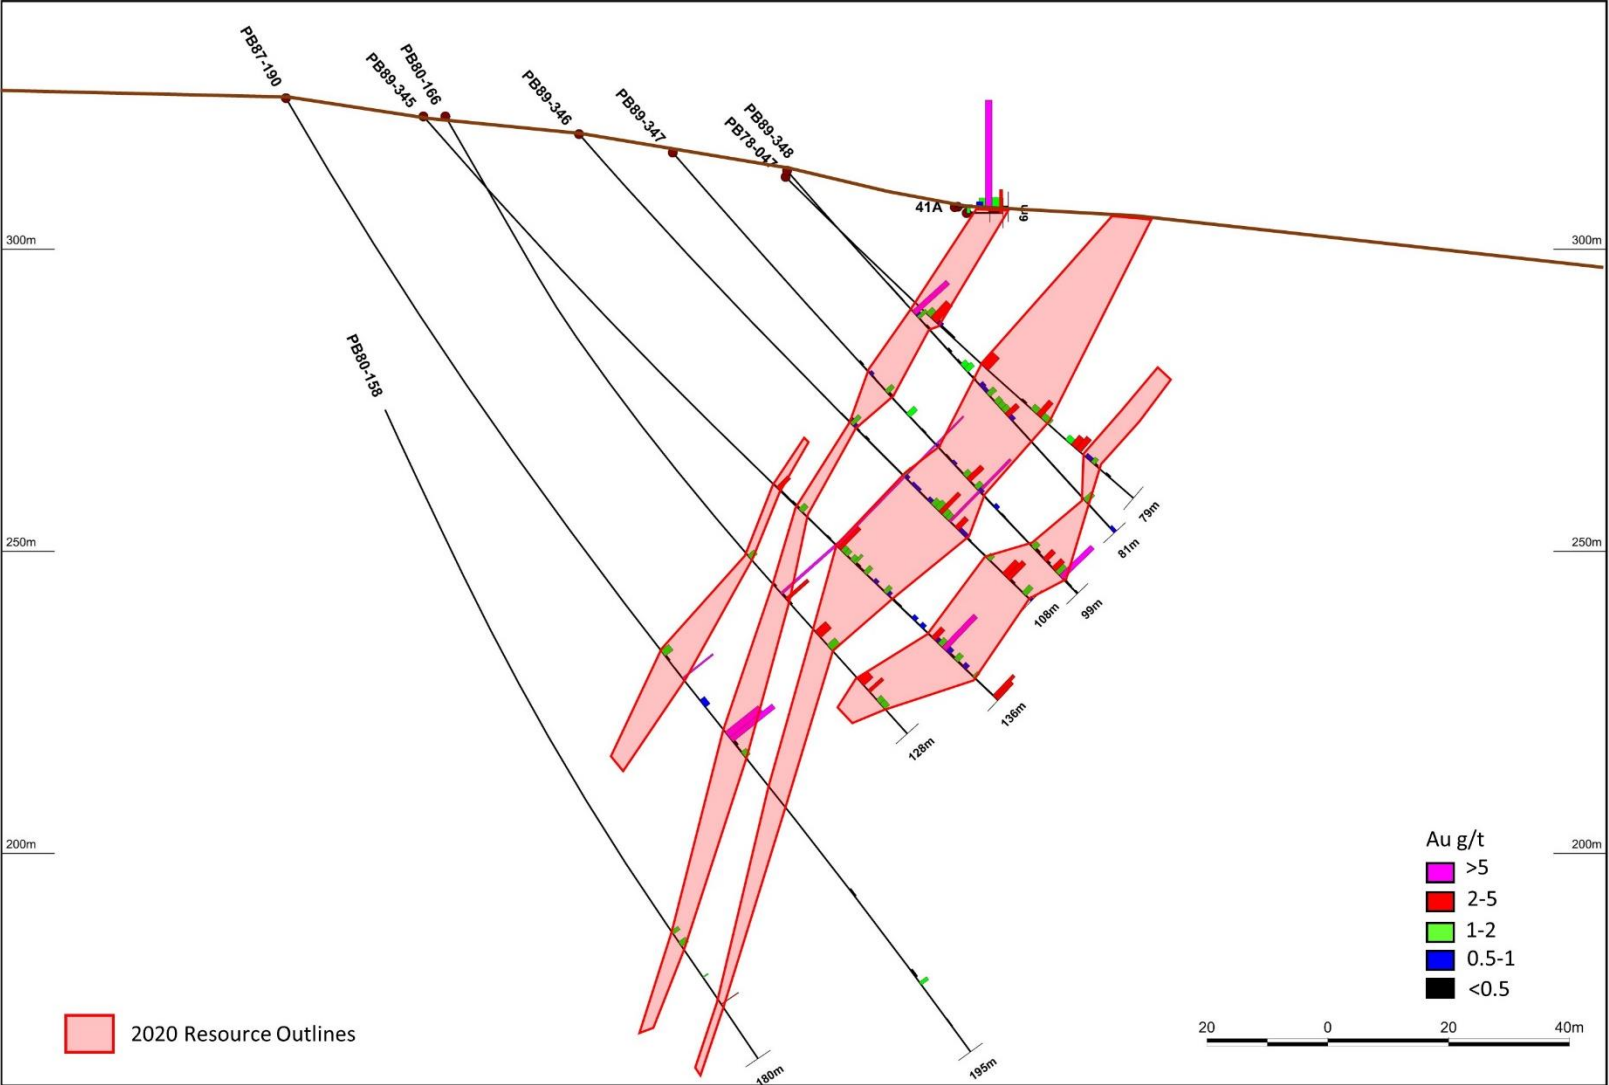 PB87-190
PB89-345
PB80-166
PB89-346
PB89-347
PB89-348
PB78-047
41A
6m
300m
300m
PB80-158
79m
81m
250m
250m
99m
108m
136m
128m
200m
200m
Au g/t
>5
2-5
1-2
0.5-1
<0.5
2020 Resource Outlines
20 0 20 40m
180m
195m